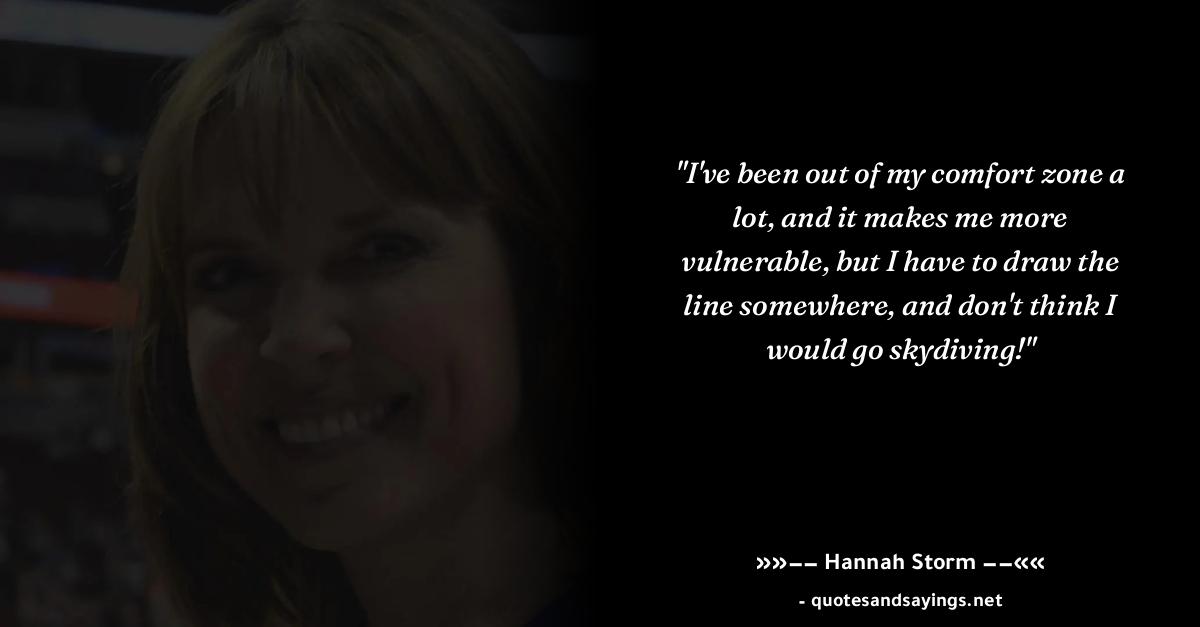 "I've been out of my comfort zone a
lot, and it makes me more
vulnerable, but I have to draw the
line somewhere, and don't think I
would go skydiving!"
»»−− Hannah Storm −−««
- quotesandsayings.net